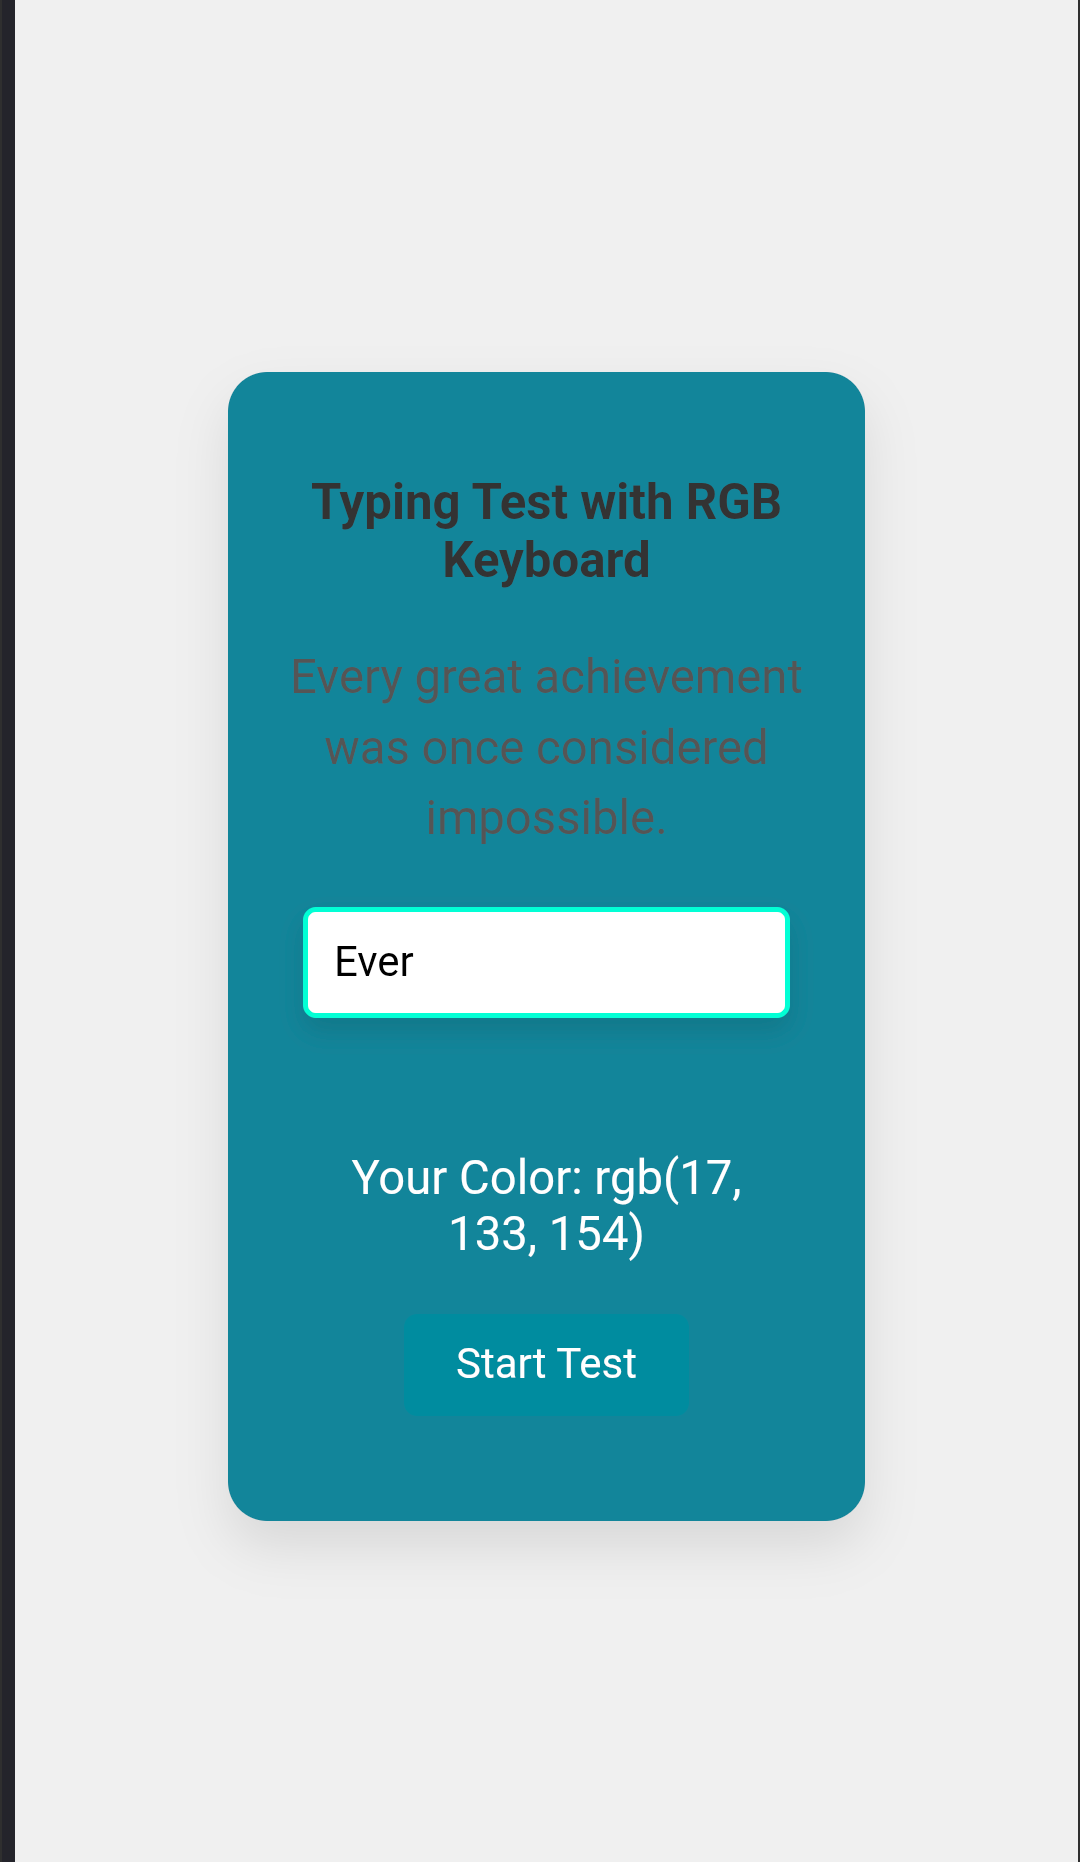 Typing Test with RGB
Keyboard
Every great achievement
was once considered
impossible.
Ever
Your Color: rgb(17,
133, 154)
Start Test